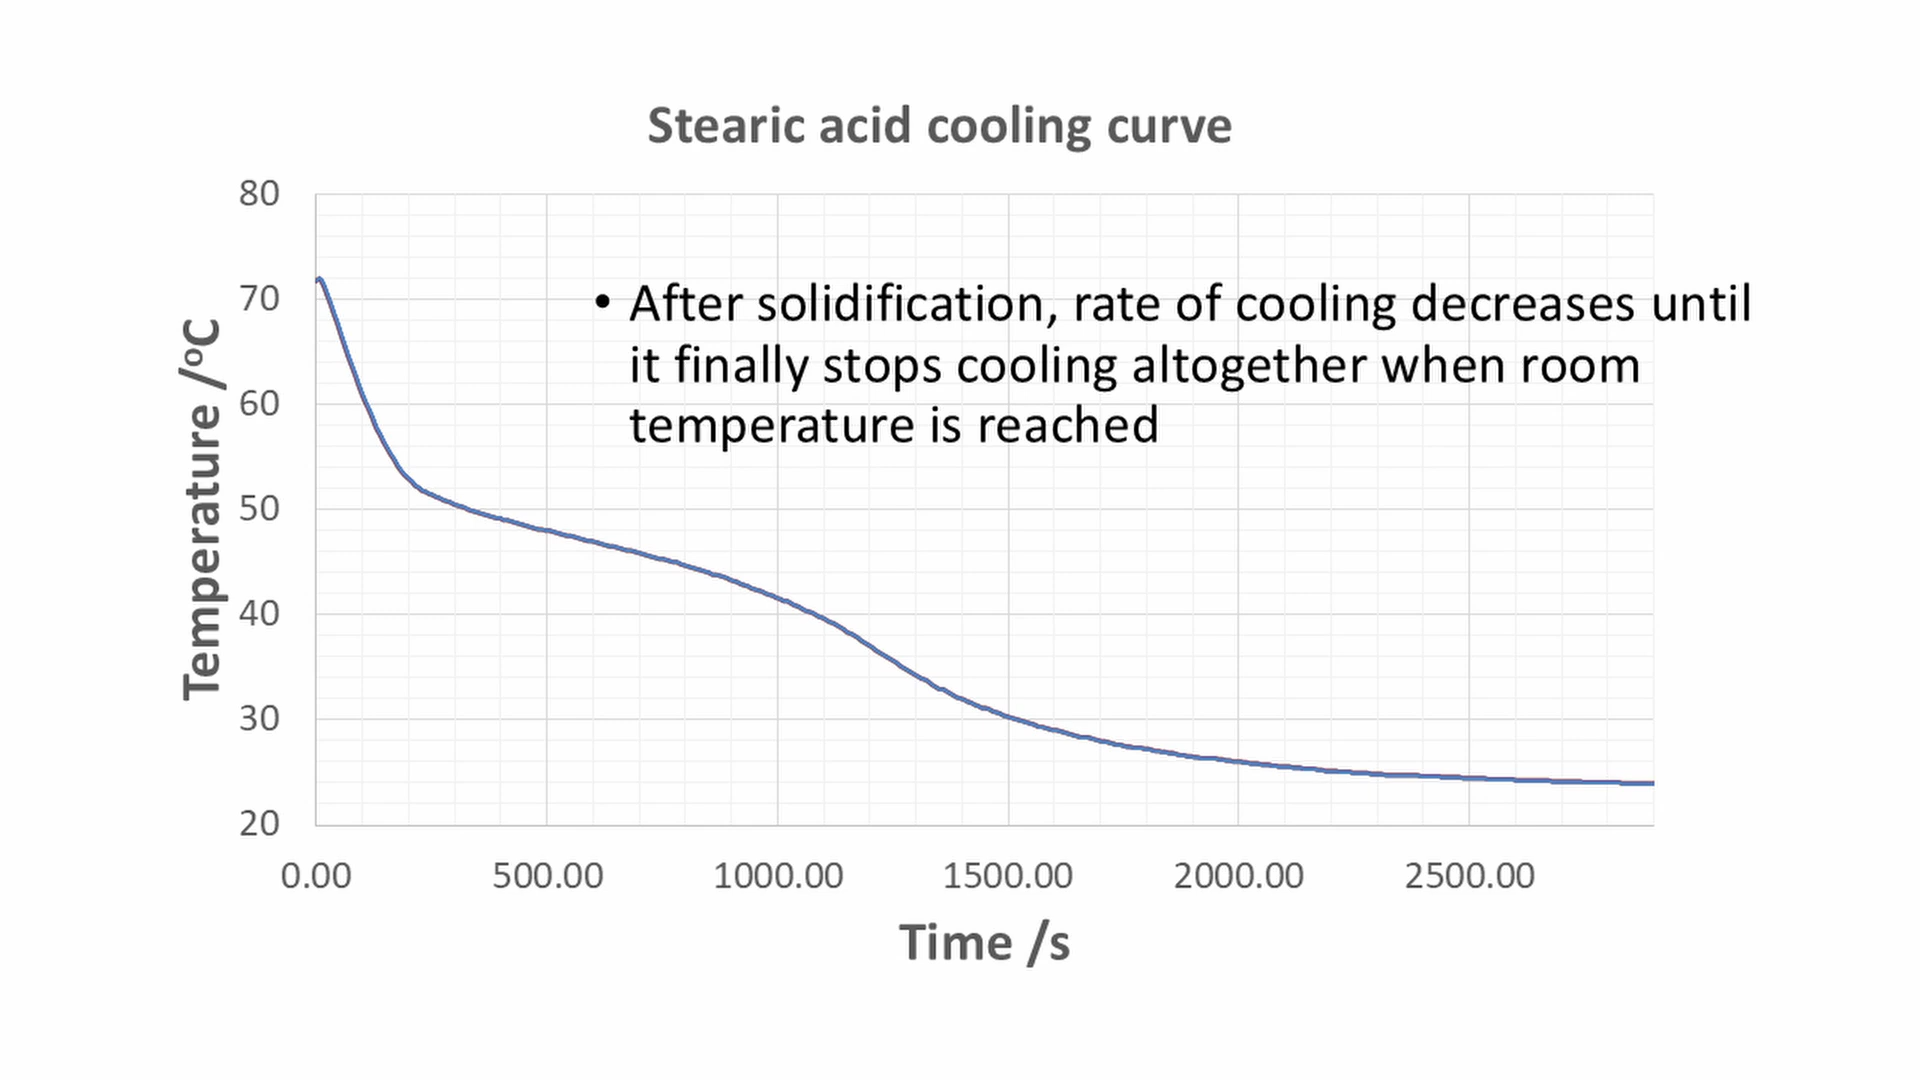 Stearic acid cooling curve
80
70
60
50
40
30
20
Temperature /°C
• After solidification, rate of cooling decreases until
it finally stops cooling altogether when room
temperature is reached
0.00 500.00 1000.00 1500.00 2000.00 2500.00
Time /s